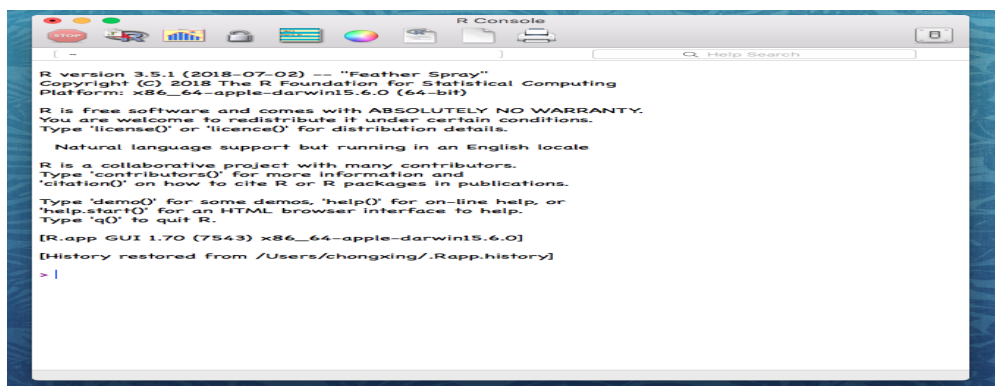 R Console
STOP
~
Help Search
R version 3.5.1 (2018-07-02) -- "Feather Spray"
Copyright (C) 2018 The R Foundation for Statistical Computing
Platform: x86_64-apple-darwin15.6.0 (64-bit)
R is free software and comes with ABSOLUTELY NO WARRANTY.
You are welcome to redistribute it under certain conditions.
Type 'license()' or 'licence()' for distribution details.
Natural language support but running in an English locale
R is a collaborative project with many contributors.
Type 'contributors()' for more information and
'citation()' on how to cite R or R packages in publications.
Type 'demo()' for some demos, 'help()' for on-line help, or
'help.start()' for an HTML browser interface to help.
Type 'q()' to quit R.
[R.app GUI 1.70 (7543) x86_64-apple-darwin15.6.0]
[History restored from /Users/chongxing/.Rapp.history]
>